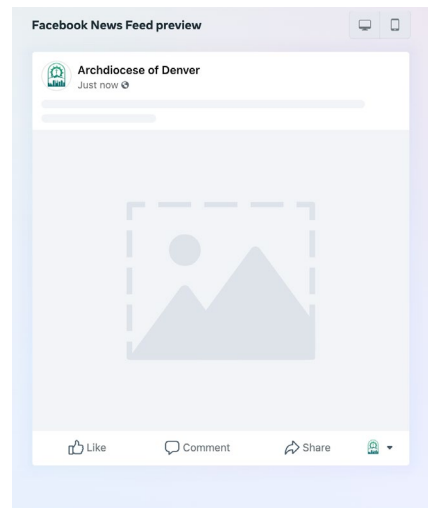 Facebook News Feed preview
Archdiocese of Denver
Just now
Like Comment Share